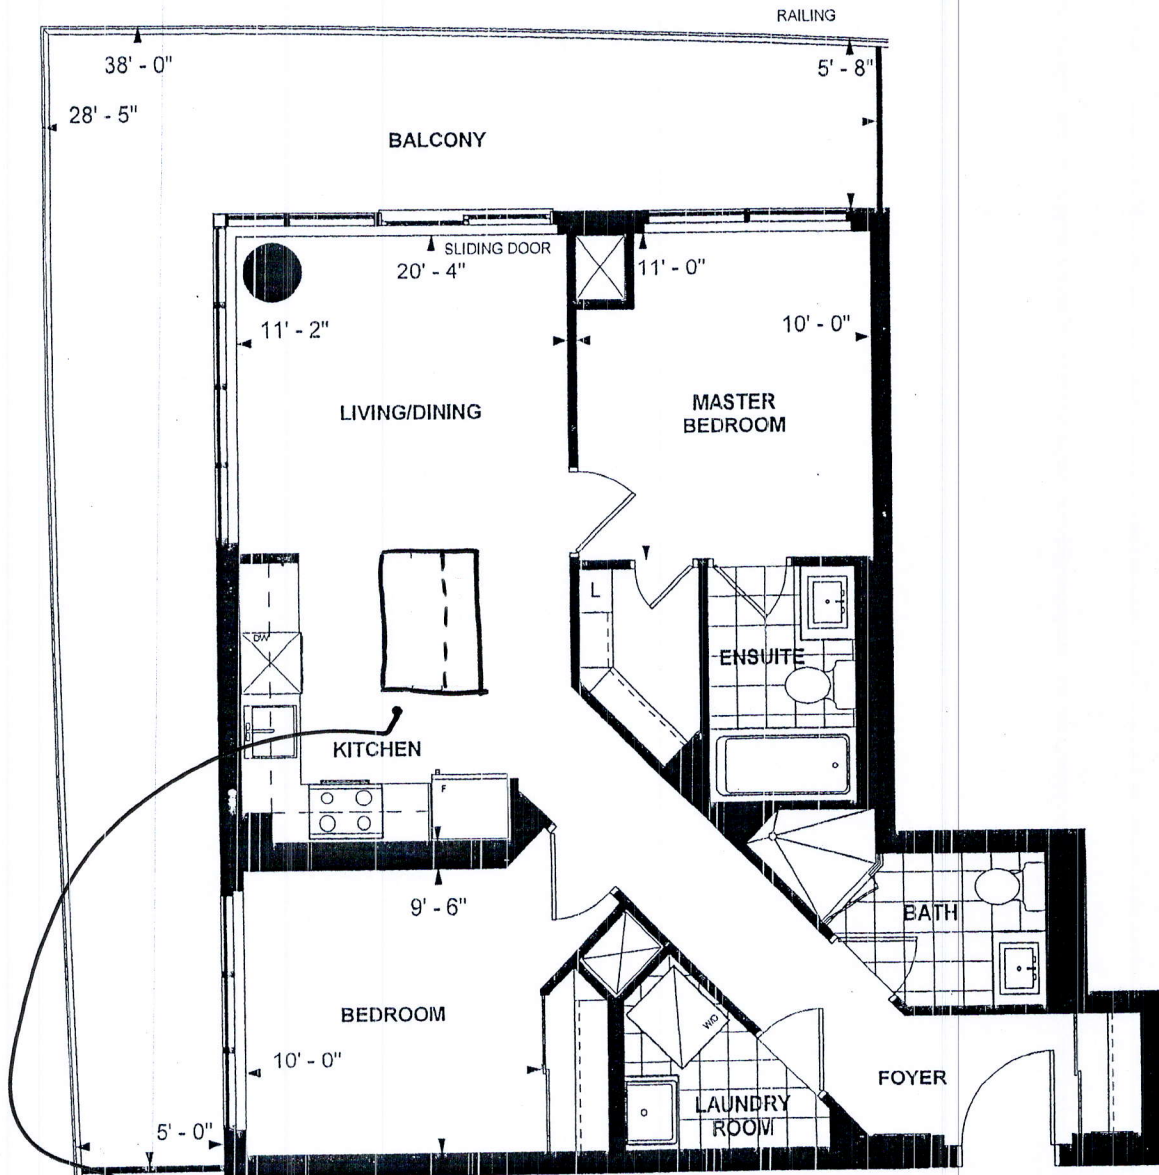 RAILING
38' - 0"
5' - 8"
28' - 5"
BALCONY
SLIDING DOOR
20' - 4"
11' - 0"
11' - 2"
10' - 0"
LIVING/DINING
MASTER
BEDROOM
L
DW
ENSUITE
KITCHEN
F
9' - 6"
BATH
BEDROOM
W/D
10' - 0"
FOYER
LAUNDRY
ROOM
5' - 0"